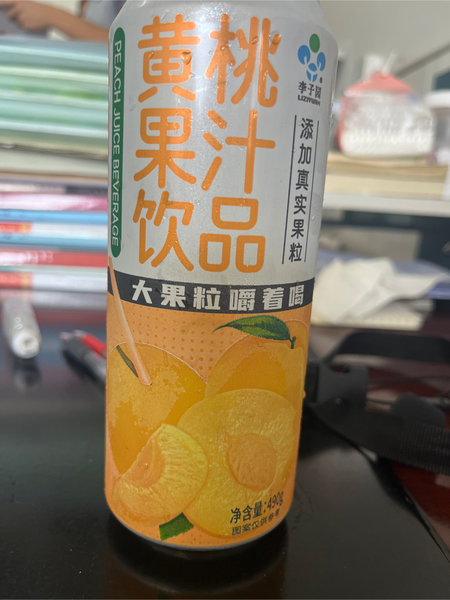 PEACH JUICE BEVERAGE
黄桃
果汁
饮品
李子园
LIZIYUAN
添加真实果粒
大果粒嚼着喝
净含量:490g